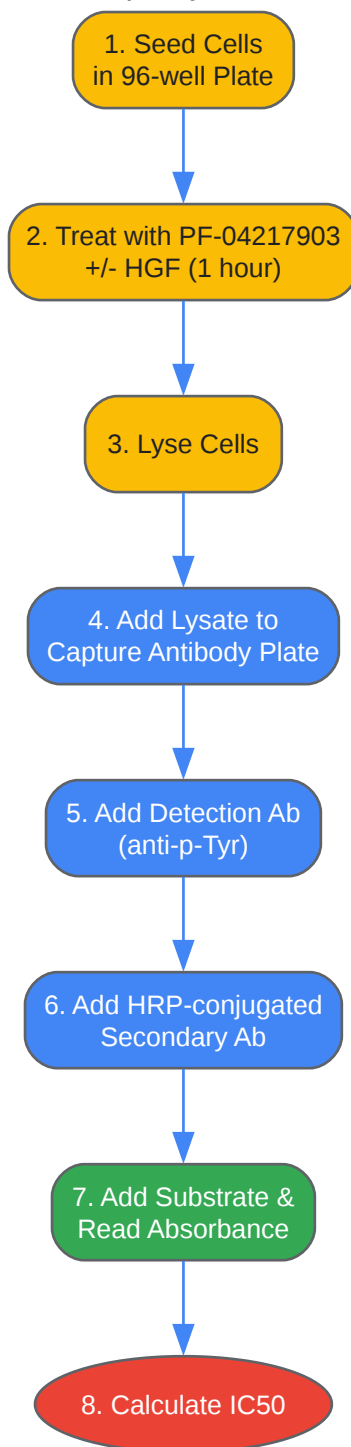 1. Seed Cells
in 96-well Plate
2. Treat with PF-04217903
+/- HGF (1 hour)
3. Lyse Cells
4. Add Lysate to
Capture Antibody Plate
5. Add Detection Ab
(anti-p-Tyr)
6. Add HRP-conjugated
Secondary Ab
7. Add Substrate &
Read Absorbance
8. Calculate IC50